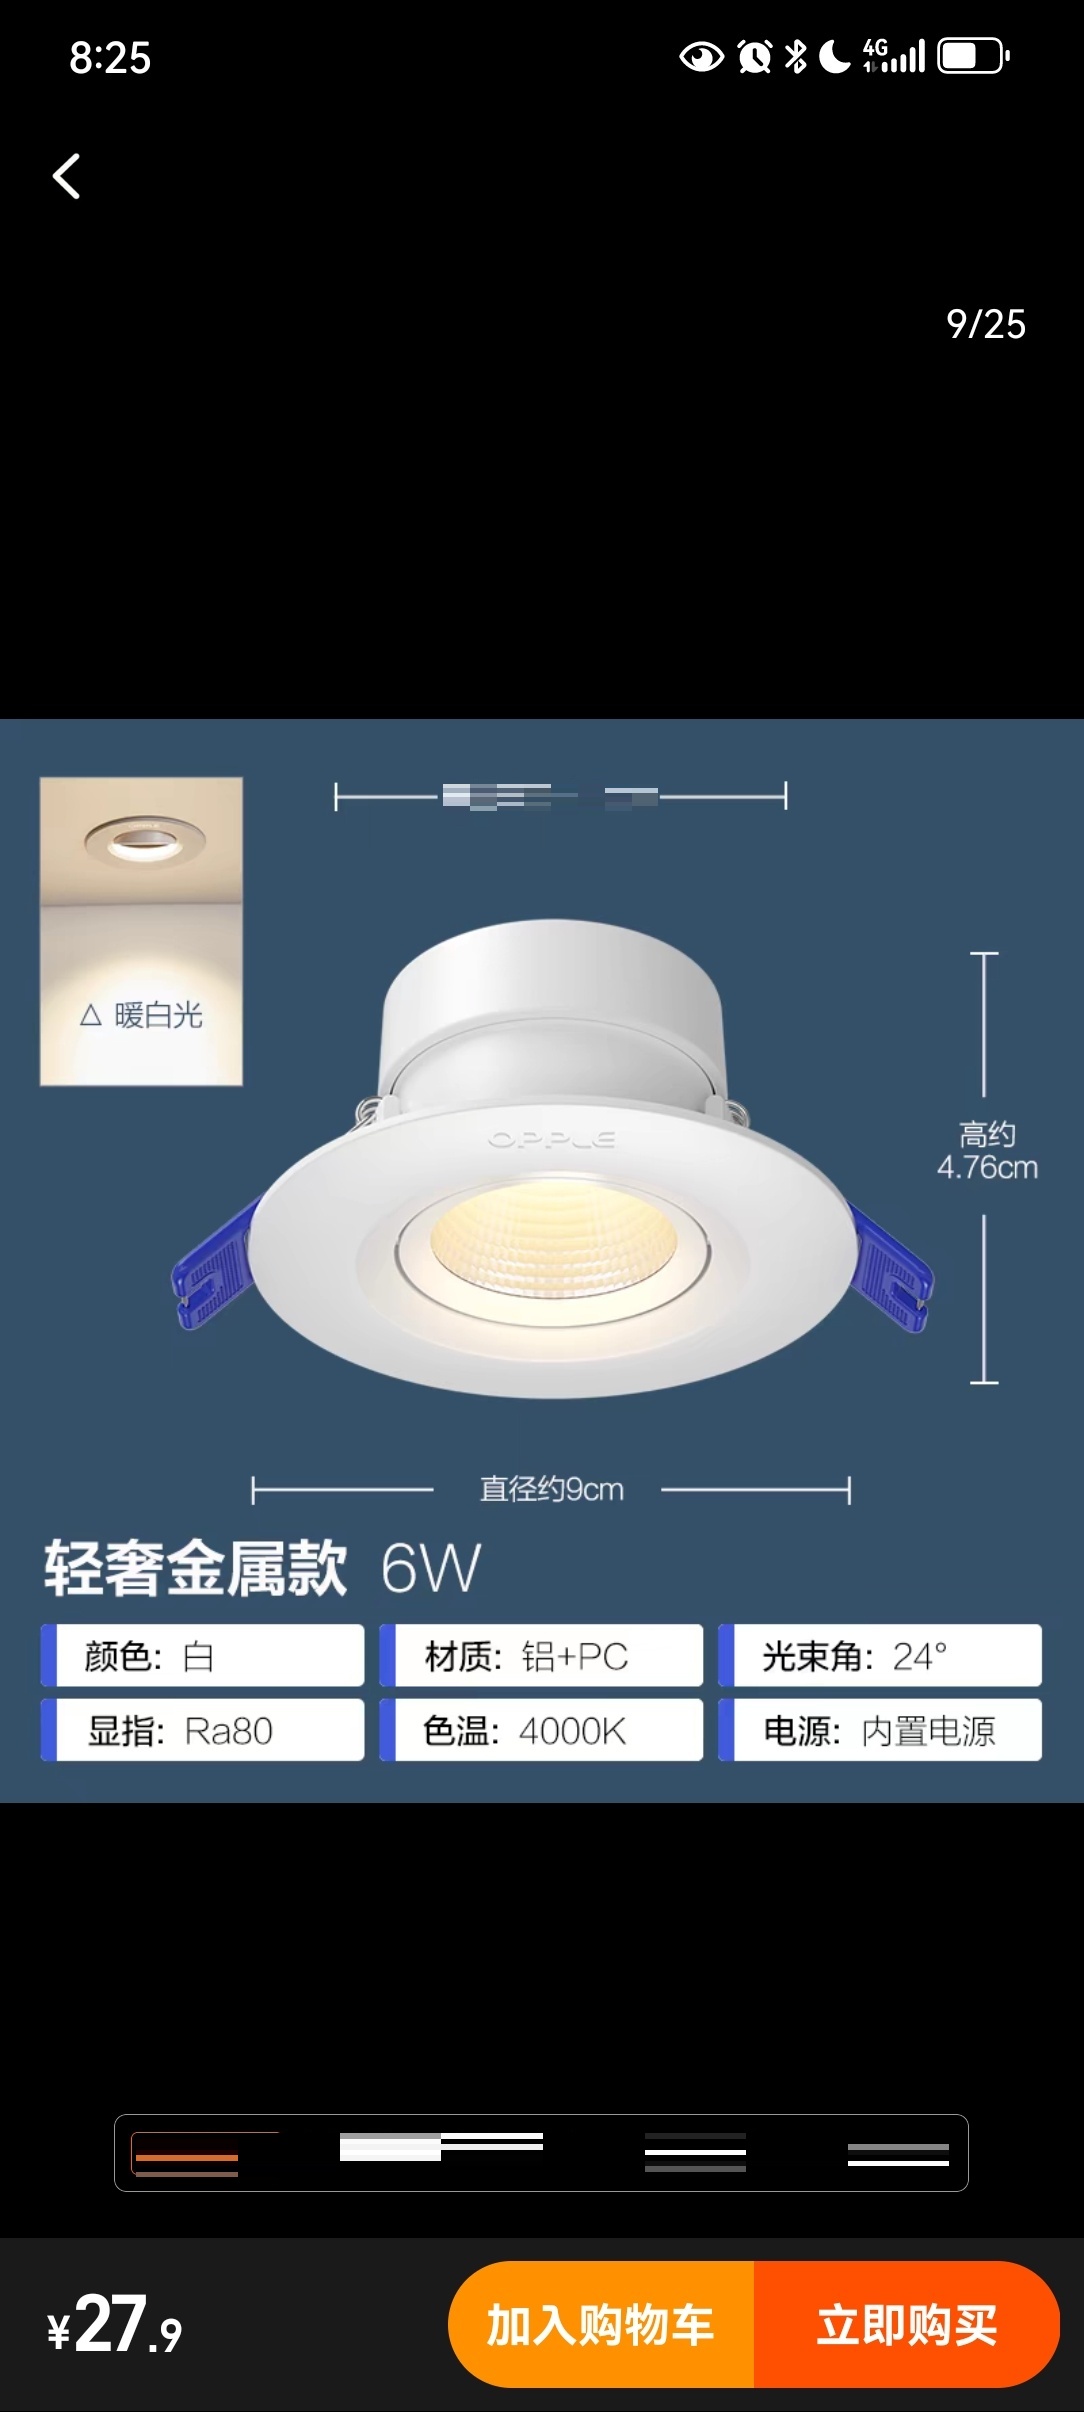 8:25
4G
9/25
△ 暖白光
OPPLE
高约
4.76cm
直径约9cm
轻奢金属款 6W
颜色: 白
材质: 铝+PC
光束角: 24°
显指: Ra80
色温: 4000K
电源: 内置电源
¥27.9
加入购物车
立即购买